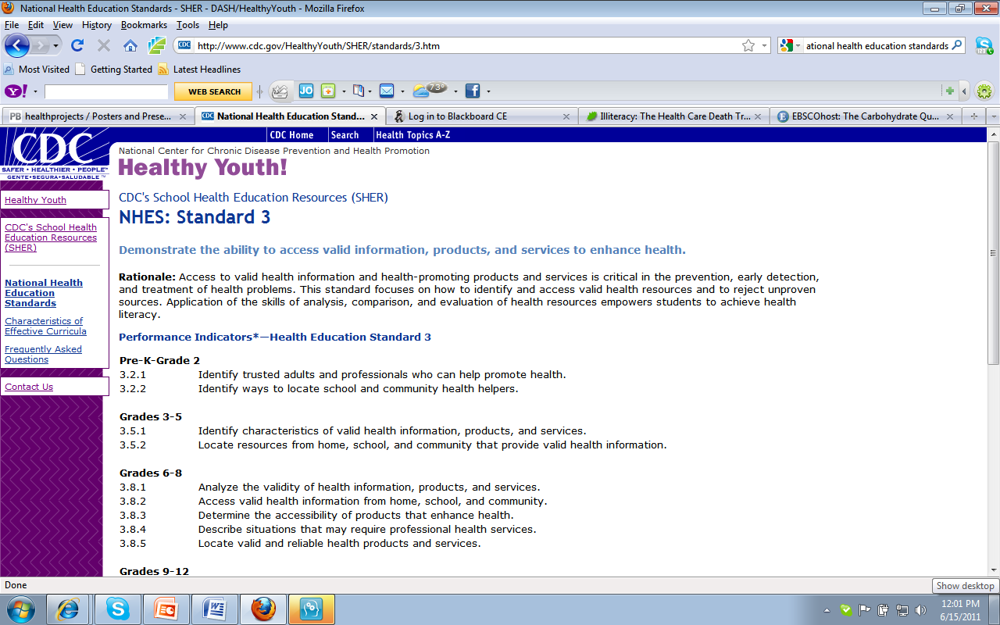 National Health Education Standards - SHER - DASH/HealthyYouth - Mozilla Firefox
File Edit View History Bookmarks Tools Help
CDC http://www.cdc.gov/HealthyYouth/SHER/standards/3.htm ational health education standards
Most Visited Getting Started Latest Headlines
Y! WEB SEARCH JO 73°
PB healthprojects / Posters and Prese... CDC National Health Education Stand... Log in to Blackboard CE Illiteracy: The Health Care Death Tr... EBSCOhost: The Carbohydrate Qu...
CDC Home Search Health Topics A-Z
CDC
SAFER • HEALTHIER • PEOPLE™
GENTE•SEGURA•SALUDABLE™
National Center for Chronic Disease Prevention and Health Promotion
Healthy Youth!
Healthy Youth
CDC's School Health
Education Resources
(SHER)
National Health
Education
Standards
Characteristics of
Effective Curricula
Frequently Asked
Questions
Contact Us
CDC's School Health Education Resources (SHER)
NHES: Standard 3
Demonstrate the ability to access valid information, products, and services to enhance health.
Rationale: Access to valid health information and health-promoting products and services is critical in the prevention, early detection,
and treatment of health problems. This standard focuses on how to identify and access valid health resources and to reject unproven
sources. Application of the skills of analysis, comparison, and evaluation of health resources empowers students to achieve health
literacy.
Performance Indicators*—Health Education Standard 3
Pre-K-Grade 2
3.2.1 Identify trusted adults and professionals who can help promote health.
3.2.2 Identify ways to locate school and community health helpers.
Grades 3-5
3.5.1 Identify characteristics of valid health information, products, and services.
3.5.2 Locate resources from home, school, and community that provide valid health information.
Grades 6-8
3.8.1 Analyze the validity of health information, products, and services.
3.8.2 Access valid health information from home, school, and community.
3.8.3 Determine the accessibility of products that enhance health.
3.8.4 Describe situations that may require professional health services.
3.8.5 Locate valid and reliable health products and services.
Grades 9-12
Done
Show desktop
12:01 PM
6/15/2011